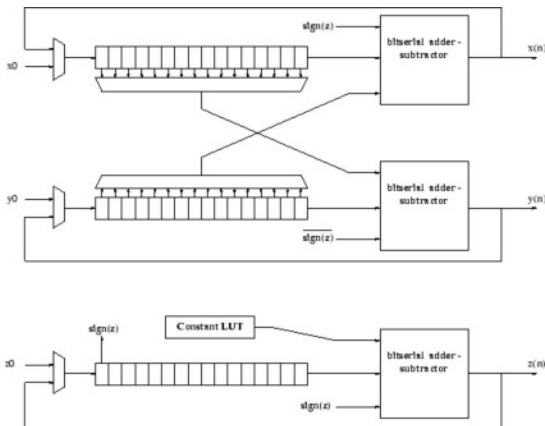 sign(z)
bitserial adder-
subtractor
x0
x(n)
y0
bitserial adder-
subtractor
y(n)
sign(z)
sign(z)
Constant LUT
bitserial adder-
subtractor
z0
z(n)
sign(z)